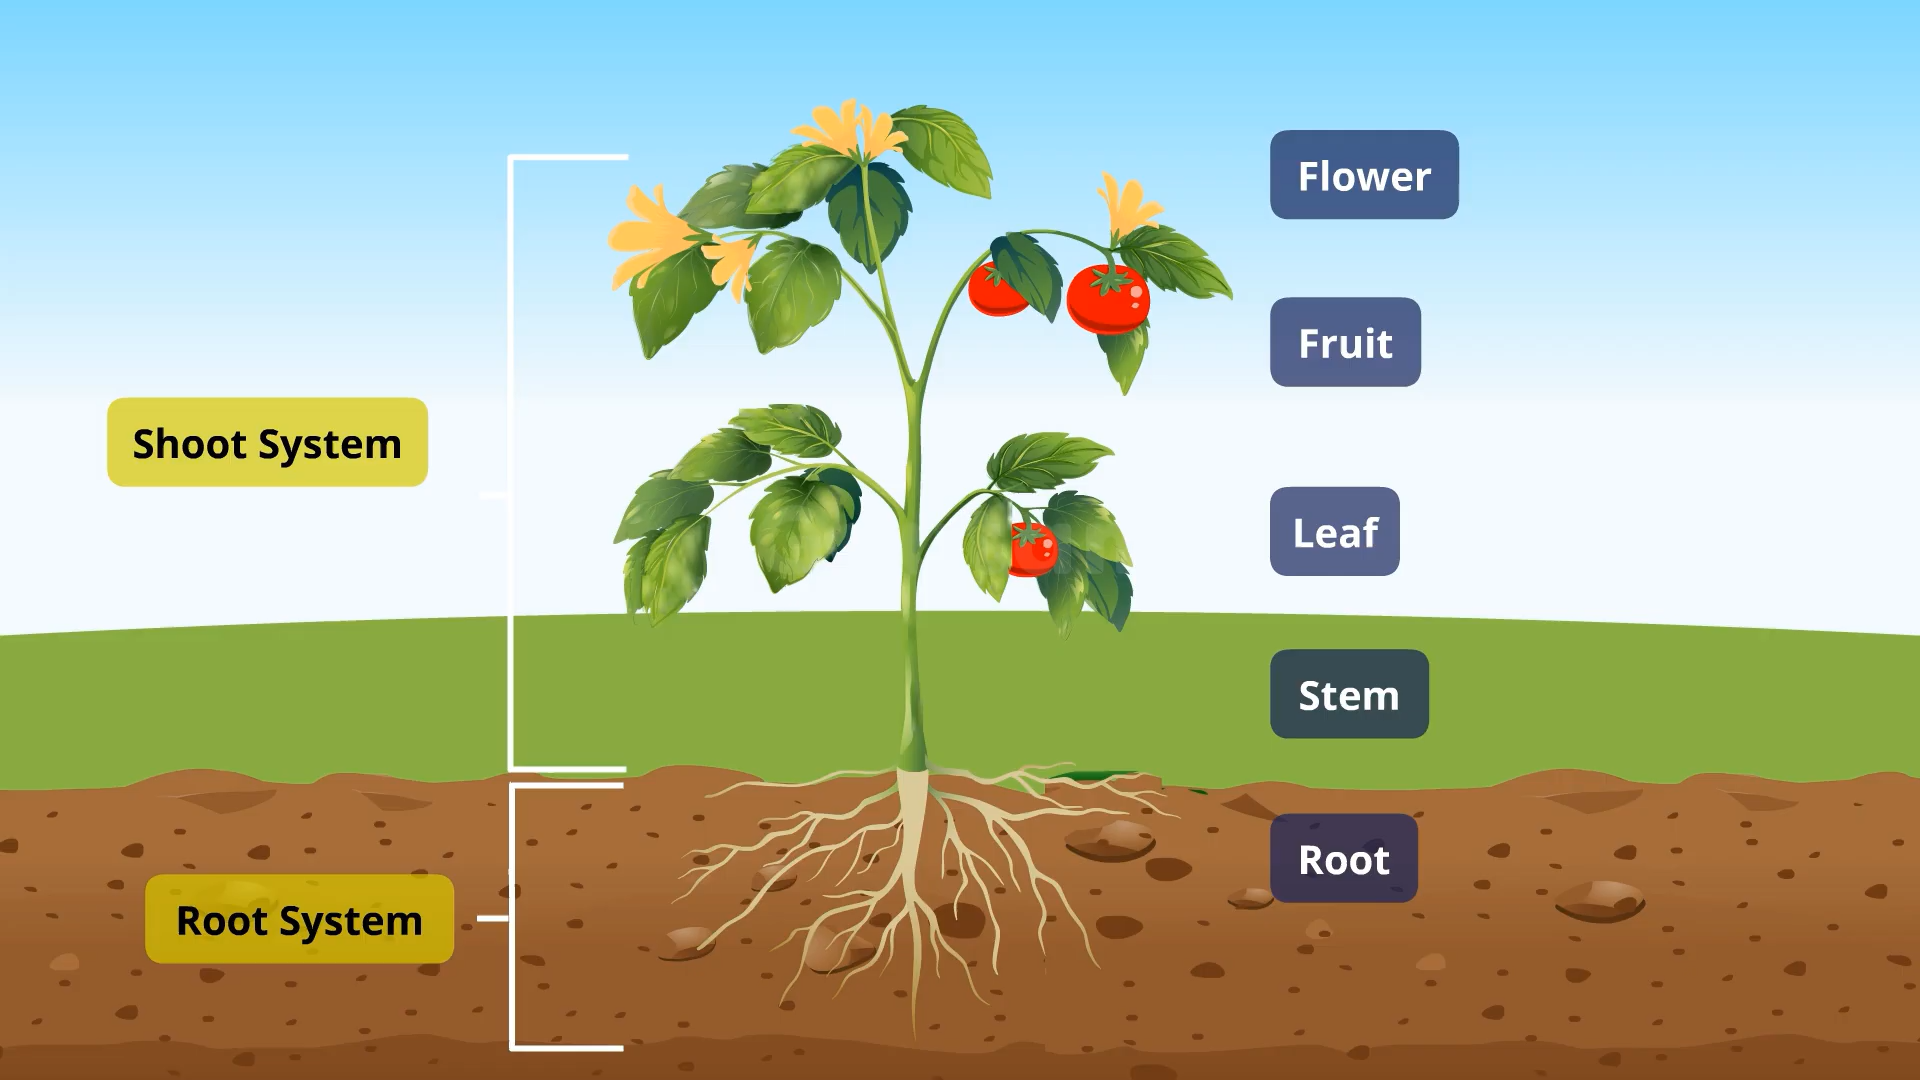 Flower
Fruit
Shoot System
Leaf
Stem
Root
Root System